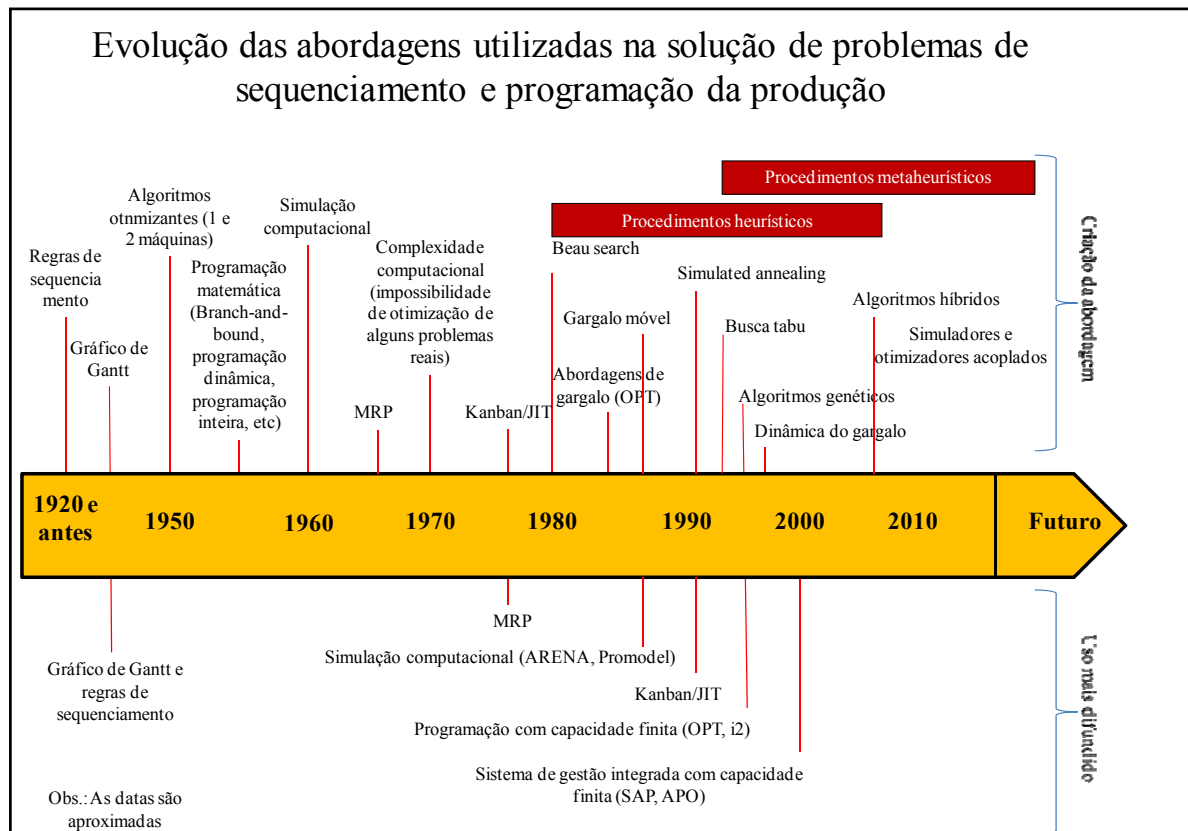 Evolução das abordagens utilizadas na solução de problemas de
sequenciamento e programação da produção
Procedimentos metaheurísticos
Procedimentos heurísticos
Regras de
sequencia
mento
Gráfico de
Gantt
Algoritmos
otnmizantes (1 e
2 máquinas)
Programação
matemática
(Branch-and-
bound,
programação
dinâmica,
programação
inteira, etc)
Simulação
computacional
MRP
Complexidade
computacional
(impossibilidade
de otimização de
alguns problemas
reais)
Kanban/JIT
Beau search
Abordagens de
gargalo (OPT)
Gargalo móvel
Simulated annealing
Busca tabu
Algoritmos genéticos
Dinâmica do gargalo
Algoritmos híbridos
Simuladores e
otimizadores acoplados
Criação da abordagem
1920 e
antes
1950
1960
1970
1980
1990
2000
2010
Futuro
Gráfico de Gantt e
regras de
sequenciamento
MRP
Simulação computacional (ARENA, Promodel)
Kanban/JIT
Programação com capacidade finita (OPT, i2)
Sistema de gestão integrada com capacidade
finita (SAP, APO)
Uso mais difundido
Obs.: As datas são
aproximadas